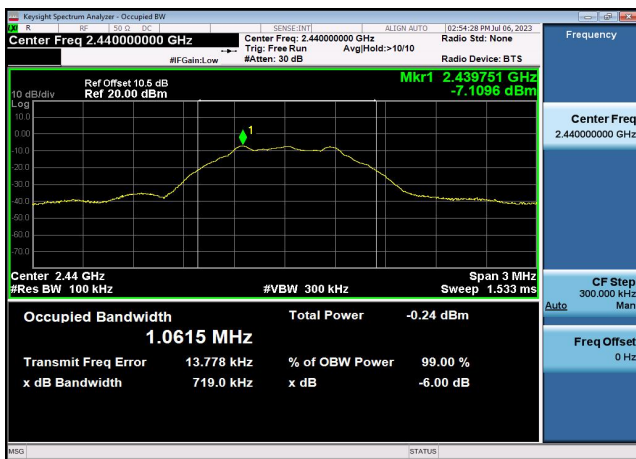 Keysight Spectrum Analyzer - Occupied BW
R RF 50 Ω DC SENSE:INT ALIGN AUTO 02:54:28 PM Jul 06, 2023
Center Freq 2.440000000 GHz
Center Freq: 2.440000000 GHz Radio Std: None
Trig: Free Run Avg|Hold:>10/10
#IFGain:Low #Atten: 30 dB Radio Device: BTS
Frequency
Mkr1 2.439751 GHz
Ref Offset 10.5 dB
10 dB/div Ref 20.00 dBm -7.1096 dBm
Log
10.0
0.00
-10.0
-20.0
-30.0
-40.0
-50.0
-60.0
-70.0
1
Center Freq
2.440000000 GHz
Center 2.44 GHz Span 3 MHz
#Res BW 100 kHz #VBW 300 kHz Sweep 1.533 ms
CF Step
300.000 kHz
Auto Man
Occupied Bandwidth Total Power -0.24 dBm
1.0615 MHz
Transmit Freq Error 13.778 kHz % of OBW Power 99.00 %
x dB Bandwidth 719.0 kHz x dB -6.00 dB
Freq Offset
0 Hz
MSG STATUS